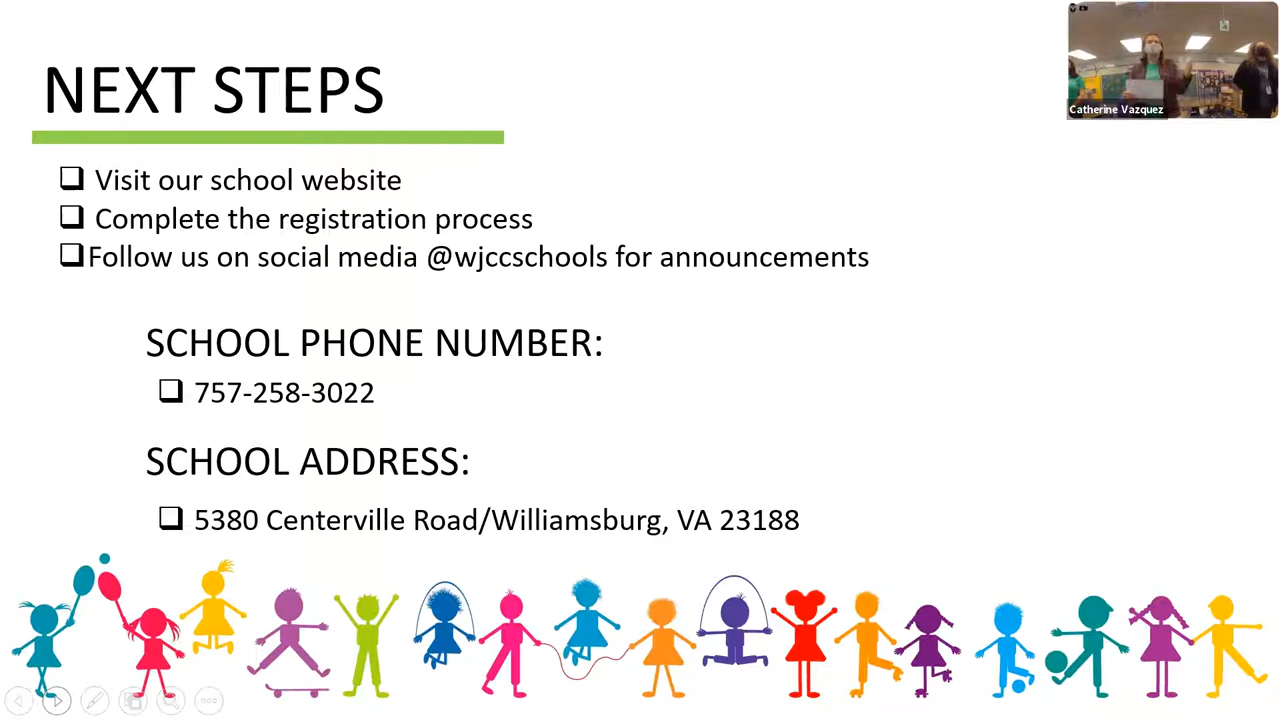 NEXT STEPS
Catherine Vazquez
❑ Visit our school website
❑ Complete the registration process
❑Follow us on social media @wjccschools for announcements
SCHOOL PHONE NUMBER:
❑ 757-258-3022
SCHOOL ADDRESS:
❑ 5380 Centerville Road/Williamsburg, VA 23188